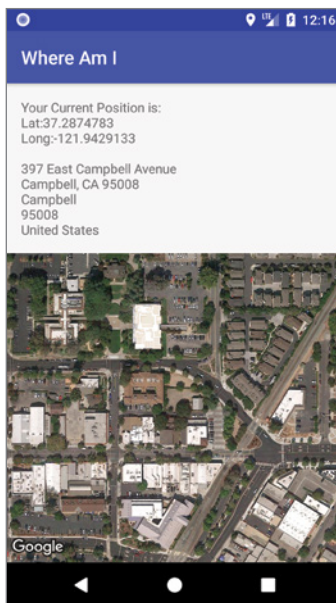 LTE 12:16
Where Am I
Your Current Position is:
Lat:37.2874783
Long:-121.9429133
397 East Campbell Avenue
Campbell, CA 95008
Campbell
95008
United States
Google